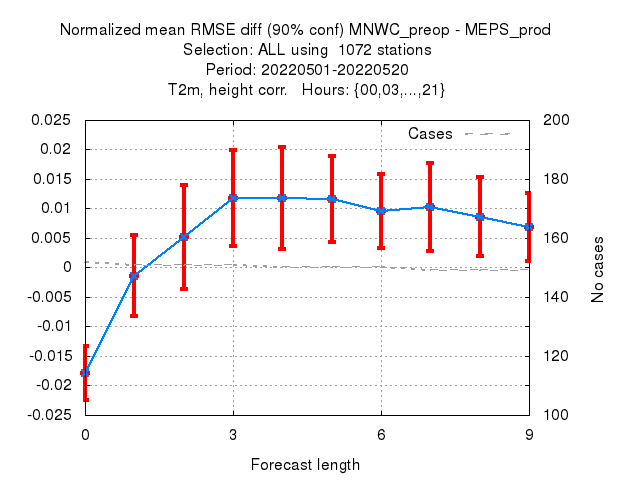 Normalized mean RMSE diff (90% conf) MNWC_preop - MEPS_prod
Selection: ALL using  1072 stations
Period: 20220501-20220520
T2m, height corr.   Hours: {00,03,...,21}
Cases
0.025
0.02
0.015
0.01
0.005
0
-0.005
-0.01
-0.015
-0.02
-0.025
200
180
160
140
120
100
No cases
0 3 6 9
Forecast length